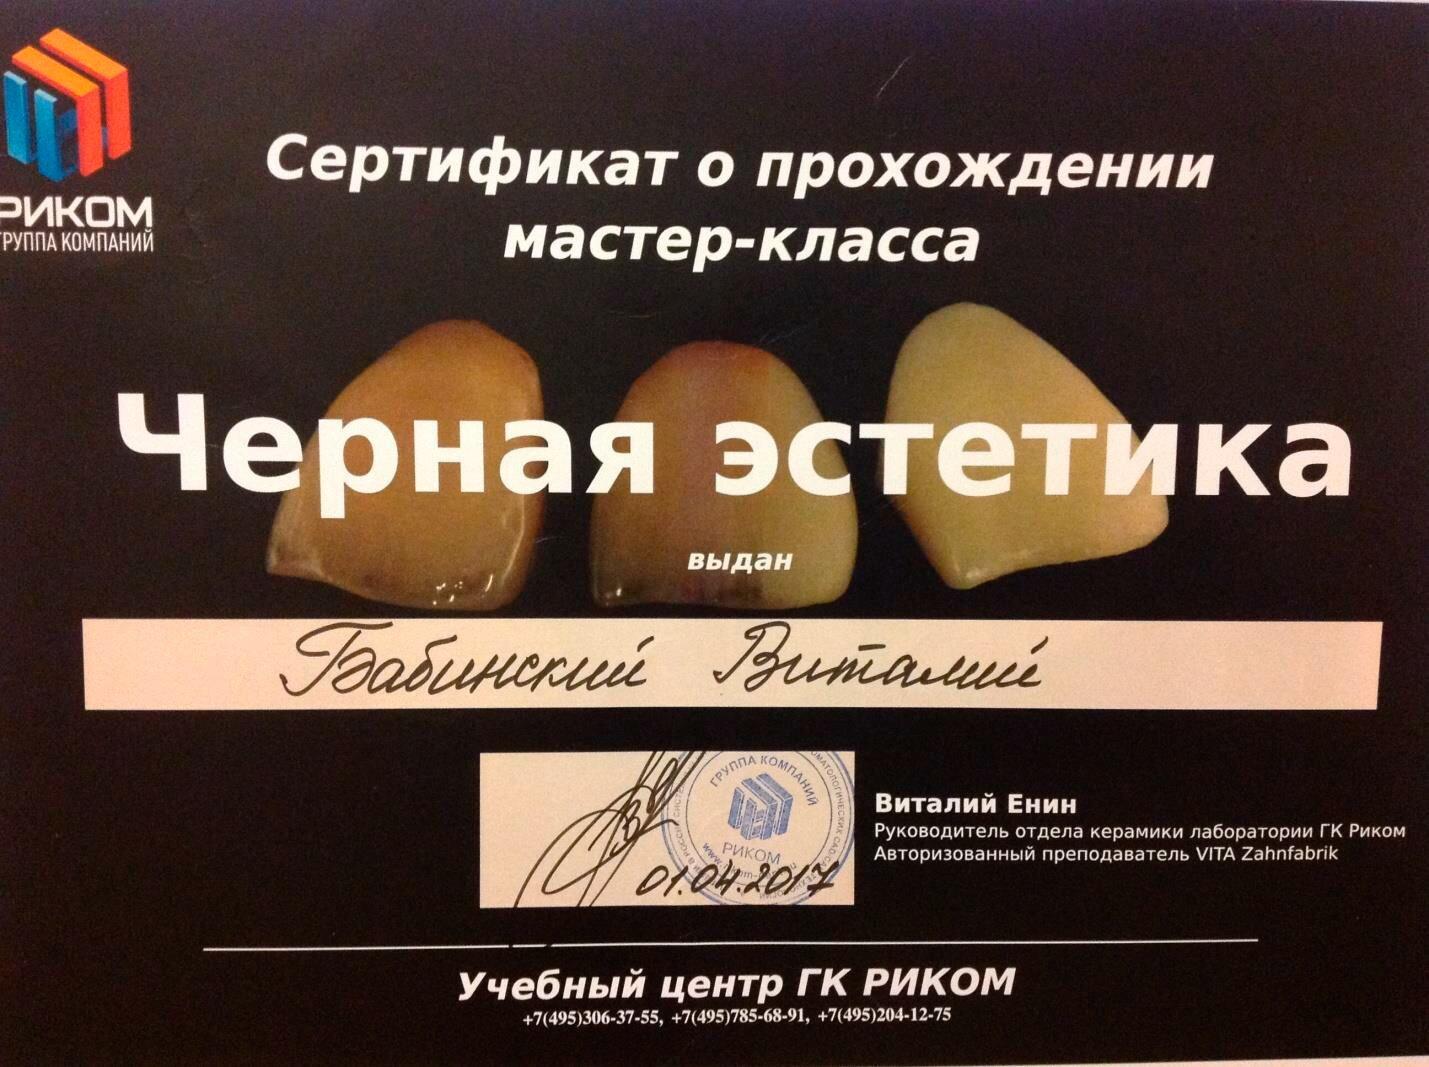 РИКОМ
ГРУППА КОМПАНИЙ
Сертификат о прохождении
мастер-класса
Черная эстетика
выдан
Бабинский Виталий
ГРУППА КОМПАНИЙ
РИКОМ
01.04.2017
Виталий Енин
Руководитель отдела керамики лаборатории ГК Риком
Авторизованный преподаватель VITA Zahnfabrik
Учебный центр ГК РИКОМ
+7(495)306-37-55, +7(495)785-68-91, +7(495)204-12-75